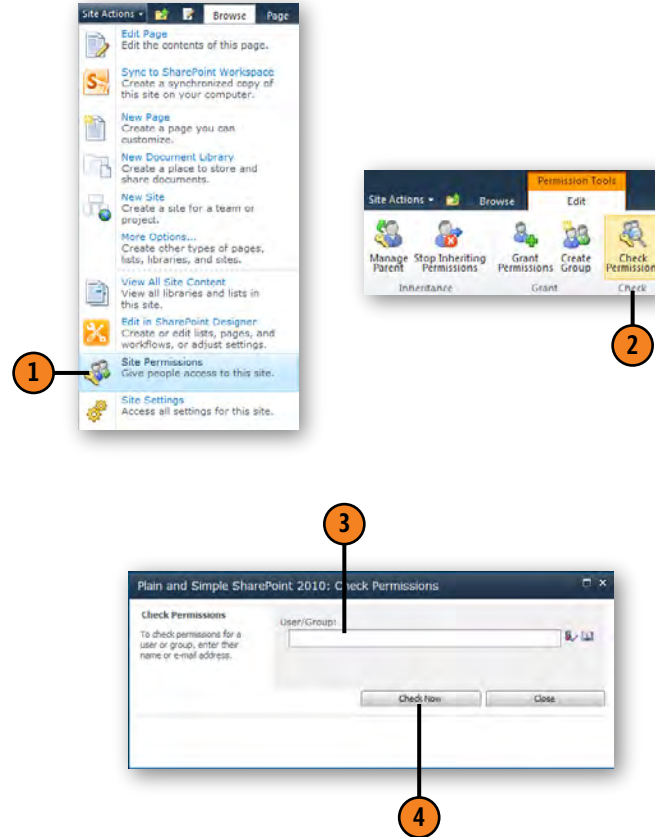 Site Actions Browse Page
Edit Page
Edit the contents of this page.
Sync to SharePoint Workspace
Create a synchronized copy of
this site on your computer.
New Page
Create a page you can
customize.
New Document Library
Create a place to store and
share documents.
New Site
Create a site for a team or
project.
More Options...
Create other types of pages,
lists, libraries, and sites.
View All Site Content
View all libraries and lists in
this site.
Edit in SharePoint Designer
Create or edit lists, pages, and
workflows, or adjust settings.
1
Site Permissions
Give people access to this site.
Site Settings
Access all settings for this site.
Permission Tools
Site Actions Browse Edit
Manage Stop Inheriting Grant Create Check
Parent Permissions Permissions Group Permission
Inheritance Grant Check
2
3
Plain and Simple SharePoint 2010: Check Permissions
Check Permissions
To check permissions for a
user or group, enter their
name or e-mail address.
User/Group:
Check Now Close
4